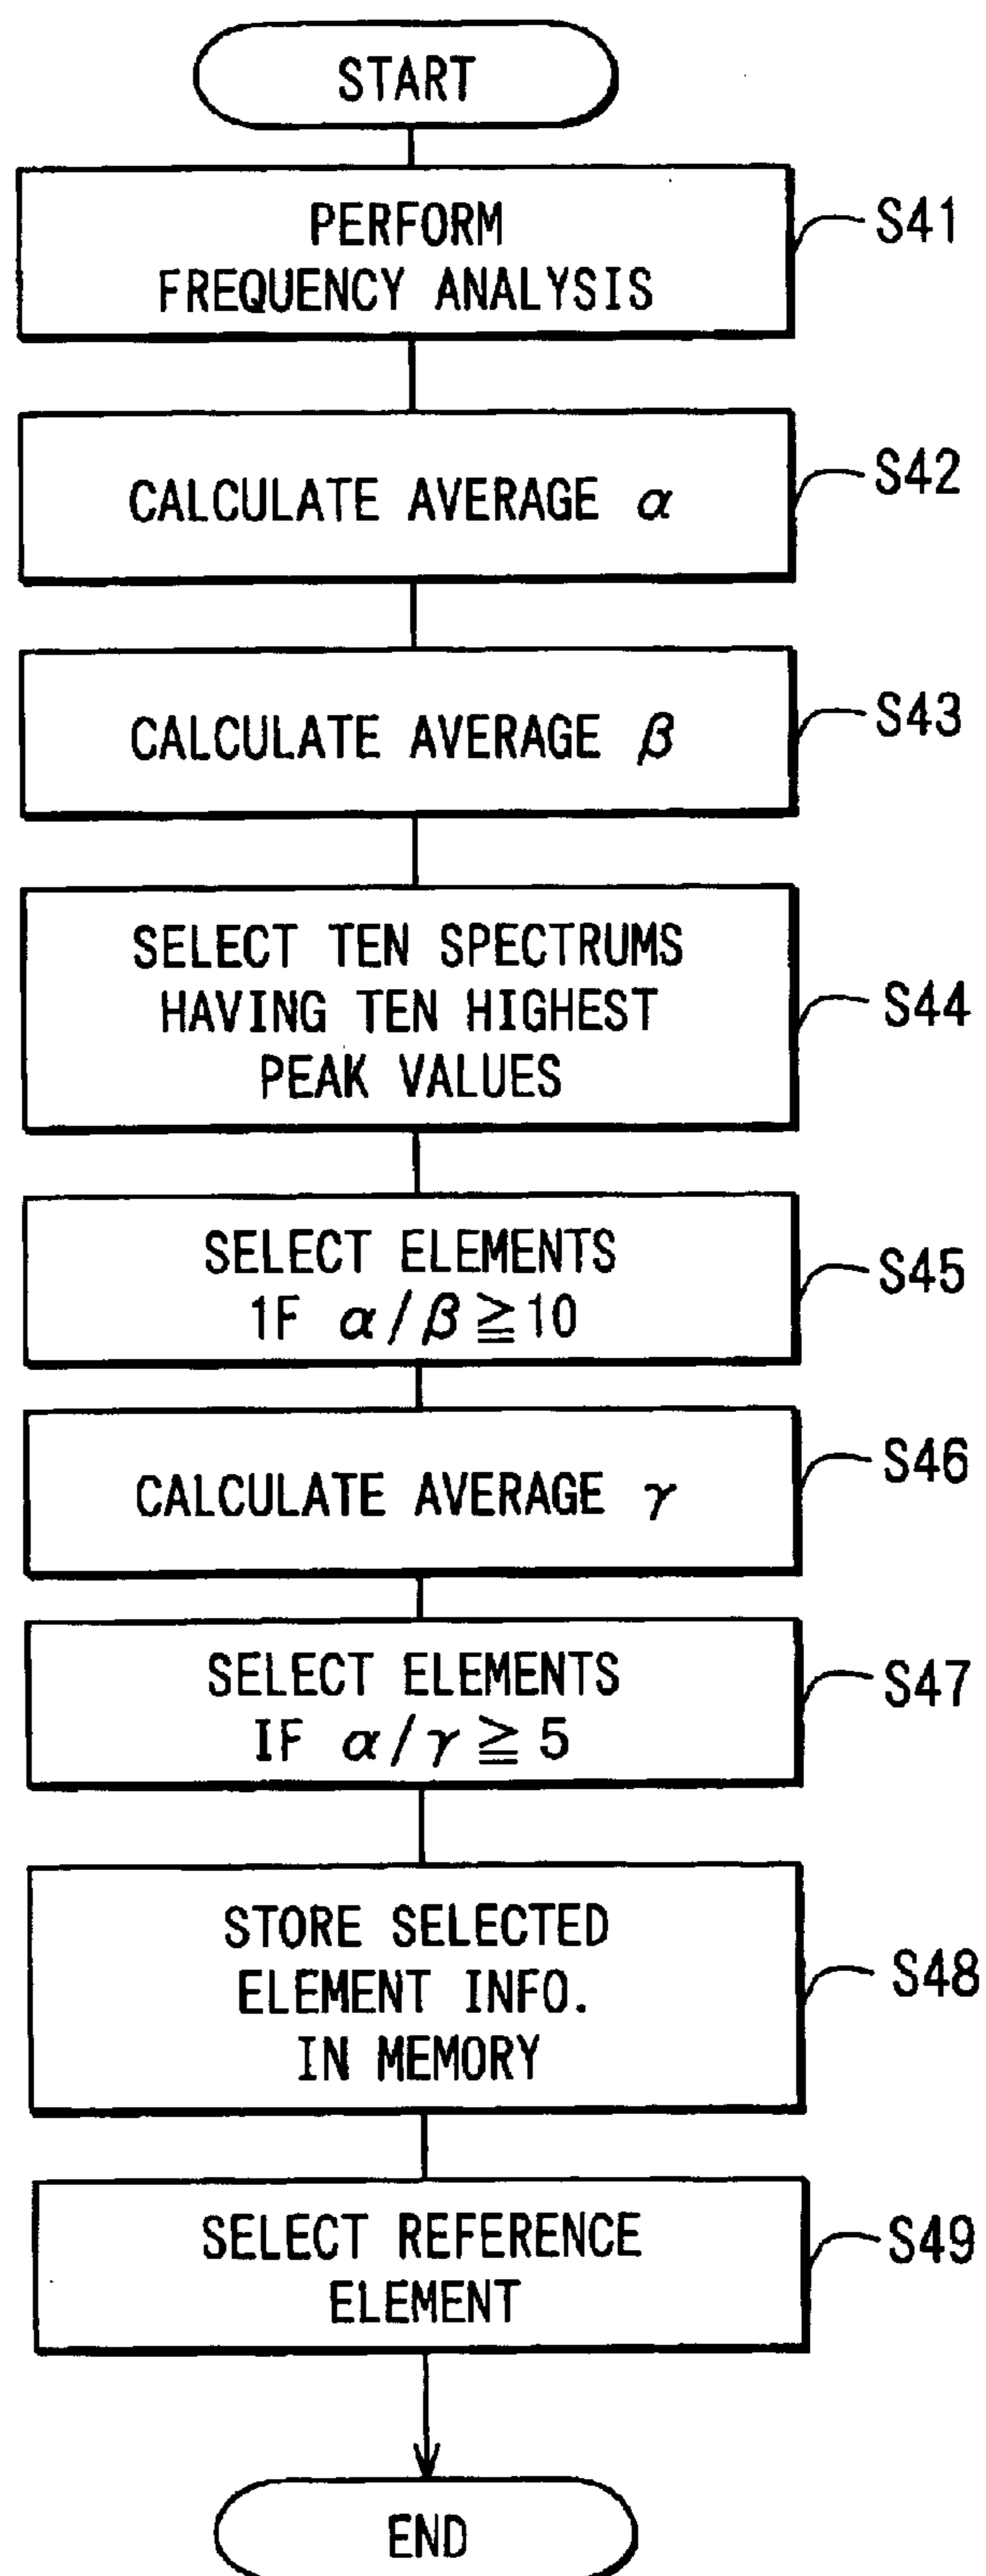 START
PERFORM
FREQUENCY ANALYSIS
S41
CALCULATE AVERAGE α
S42
CALCULATE AVERAGE β
S43
SELECT TEN SPECTRUMS
HAVING TEN HIGHEST
PEAK VALUES
S44
SELECT ELEMENTS
1F α/β≧10
S45
CALCULATE AVERAGE γ
S46
SELECT ELEMENTS
IF α/γ≧5
S47
STORE SELECTED
ELEMENT INFO.
IN MEMORY
S48
SELECT REFERENCE
ELEMENT
S49
END